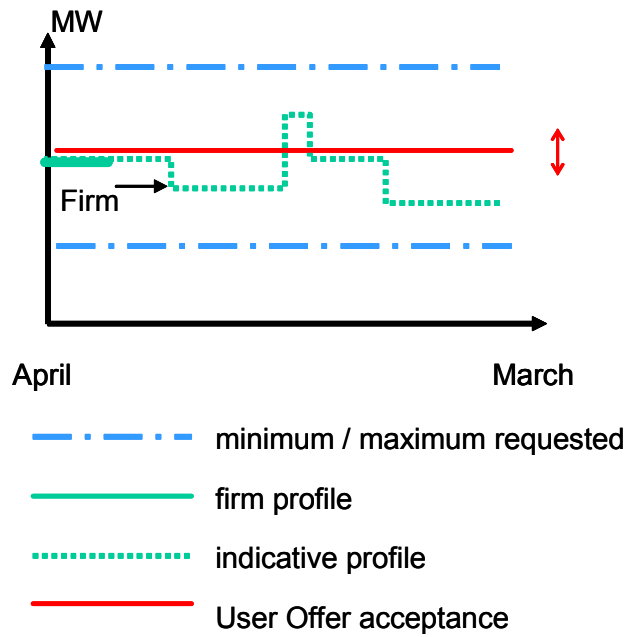 MW
Firm
April
March
minimum / maximum requested
firm profile
indicative profile
User Offer acceptance